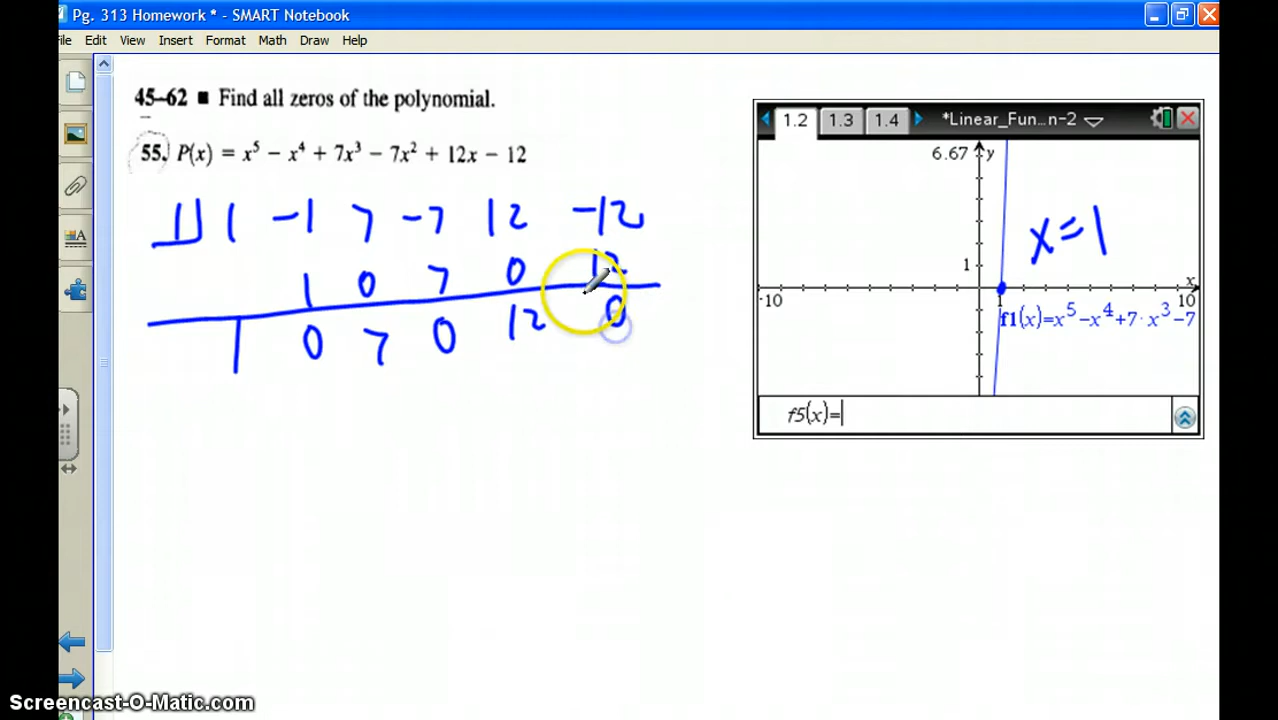 Pg. 313 Homework * - SMART Notebook
File Edit View Insert Format Math Draw Help
45–62 ■ Find all zeros of the polynomial.
55. P(x) = x⁵ − x⁴ + 7x³ − 7x² + 12x − 12
1 1 -1 7 -7 12 -12
1 0 7 0 12
1 0 7 0 12 0
1.2 1.3 1.4 *Linear_Fun...n-2
6.67 y
x=1
1
x
-10 1 10
f1(x)=x⁵−x⁴+7·x³−7
f5(x)=
Screencast-O-Matic.com